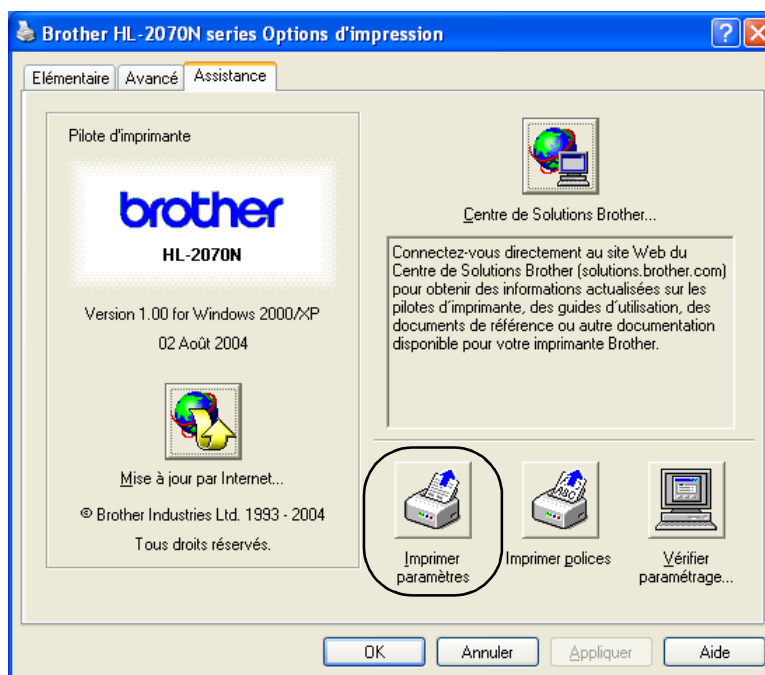 Brother HL-2070N series Options d'impression
Elémentaire Avancé Assistance
Pilote d'imprimante
brother
HL-2070N
Version 1.00 for Windows 2000/XP
02 Août 2004
Mise à jour par Internet...
© Brother Industries Ltd. 1993 - 2004
Tous droits réservés.
Centre de Solutions Brother...
Connectez-vous directement au site Web du
Centre de Solutions Brother (solutions.brother.com)
pour obtenir des informations actualisées sur les
pilotes d'imprimante, des guides d'utilisation, des
documents de référence ou autre documentation
disponible pour votre imprimante Brother.
Imprimer
paramètres
ABC
Imprimer polices
Vérifier
paramétrage...
OK Annuler Appliquer Aide